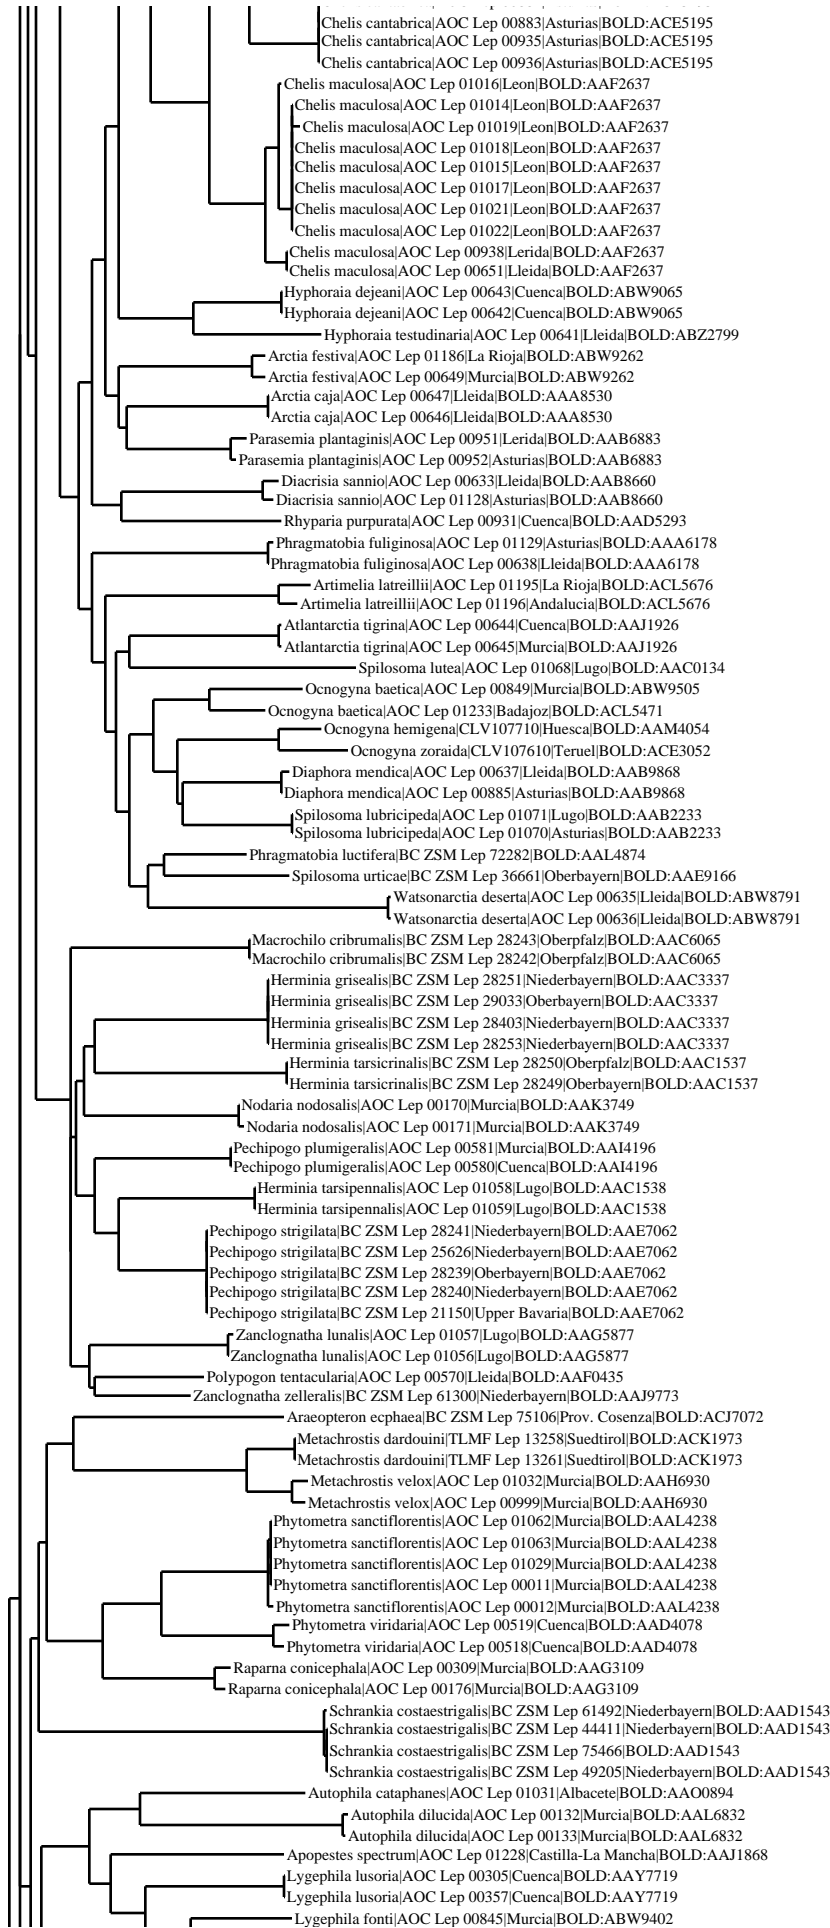 Chelis cantabrica|AOC Lep 00883|Asturias|BOLD:ACE5195
Chelis cantabrica|AOC Lep 00935|Asturias|BOLD:ACE5195
Chelis cantabrica|AOC Lep 00936|Asturias|BOLD:ACE5195
Chelis maculosa|AOC Lep 01016|Leon|BOLD:AAF2637
Chelis maculosa|AOC Lep 01014|Leon|BOLD:AAF2637
Chelis maculosa|AOC Lep 01019|Leon|BOLD:AAF2637
Chelis maculosa|AOC Lep 01018|Leon|BOLD:AAF2637
Chelis maculosa|AOC Lep 01015|Leon|BOLD:AAF2637
Chelis maculosa|AOC Lep 01017|Leon|BOLD:AAF2637
Chelis maculosa|AOC Lep 01021|Leon|BOLD:AAF2637
Chelis maculosa|AOC Lep 01022|Leon|BOLD:AAF2637
Chelis maculosa|AOC Lep 00938|Lerida|BOLD:AAF2637
Chelis maculosa|AOC Lep 00651|Lleida|BOLD:AAF2637
Hyphoraia dejeani|AOC Lep 00643|Cuenca|BOLD:ABW9065
Hyphoraia dejeani|AOC Lep 00642|Cuenca|BOLD:ABW9065
Hyphoraia testudinaria|AOC Lep 00641|Lleida|BOLD:ABZ2799
Arctia festiva|AOC Lep 01186|La Rioja|BOLD:ABW9262
Arctia festiva|AOC Lep 00649|Murcia|BOLD:ABW9262
Arctia caja|AOC Lep 00647|Lleida|BOLD:AAA8530
Arctia caja|AOC Lep 00646|Lleida|BOLD:AAA8530
Parasemia plantaginis|AOC Lep 00951|Lerida|BOLD:AAB6883
Parasemia plantaginis|AOC Lep 00952|Asturias|BOLD:AAB6883
Diacrisia sannio|AOC Lep 00633|Lleida|BOLD:AAB8660
Diacrisia sannio|AOC Lep 01128|Asturias|BOLD:AAB8660
Rhyparia purpurata|AOC Lep 00931|Cuenca|BOLD:AAD5293
Phragmatobia fuliginosa|AOC Lep 01129|Asturias|BOLD:AAA6178
Phragmatobia fuliginosa|AOC Lep 00638|Lleida|BOLD:AAA6178
Artimelia latreillii|AOC Lep 01195|La Rioja|BOLD:ACL5676
Artimelia latreillii|AOC Lep 01196|Andalucia|BOLD:ACL5676
Atlantarctia tigrina|AOC Lep 00644|Cuenca|BOLD:AAJ1926
Atlantarctia tigrina|AOC Lep 00645|Murcia|BOLD:AAJ1926
Spilosoma lutea|AOC Lep 01068|Lugo|BOLD:AAC0134
Ocnogyna baetica|AOC Lep 00849|Murcia|BOLD:ABW9505
Ocnogyna baetica|AOC Lep 01233|Badajoz|BOLD:ACL5471
Ocnogyna hemigena|CLV107710|Huesca|BOLD:AAM4054
Ocnogyna zoraida|CLV107610|Teruel|BOLD:ACE3052
Diaphora mendica|AOC Lep 00637|Lleida|BOLD:AAB9868
Diaphora mendica|AOC Lep 00885|Asturias|BOLD:AAB9868
Spilosoma lubricipeda|AOC Lep 01071|Lugo|BOLD:AAB2233
Spilosoma lubricipeda|AOC Lep 01070|Asturias|BOLD:AAB2233
Phragmatobia luctifera|BC ZSM Lep 72282|BOLD:AAL4874
Spilosoma urticae|BC ZSM Lep 36661|Oberbayern|BOLD:AAE9166
Watsonarctia deserta|AOC Lep 00635|Lleida|BOLD:ABW8791
Watsonarctia deserta|AOC Lep 00636|Lleida|BOLD:ABW8791
Macrochilo cribrumalis|BC ZSM Lep 28243|Oberpfalz|BOLD:AAC6065
Macrochilo cribrumalis|BC ZSM Lep 28242|Oberpfalz|BOLD:AAC6065
Herminia grisealis|BC ZSM Lep 28251|Niederbayern|BOLD:AAC3337
Herminia grisealis|BC ZSM Lep 29033|Oberbayern|BOLD:AAC3337
Herminia grisealis|BC ZSM Lep 28403|Niederbayern|BOLD:AAC3337
Herminia grisealis|BC ZSM Lep 28253|Niederbayern|BOLD:AAC3337
Herminia tarsicrinalis|BC ZSM Lep 28250|Oberpfalz|BOLD:AAC1537
Herminia tarsicrinalis|BC ZSM Lep 28249|Oberbayern|BOLD:AAC1537
Nodaria nodosalis|AOC Lep 00170|Murcia|BOLD:AAK3749
Nodaria nodosalis|AOC Lep 00171|Murcia|BOLD:AAK3749
Pechipogo plumigeralis|AOC Lep 00581|Murcia|BOLD:AAI4196
Pechipogo plumigeralis|AOC Lep 00580|Cuenca|BOLD:AAI4196
Herminia tarsipennalis|AOC Lep 01058|Lugo|BOLD:AAC1538
Herminia tarsipennalis|AOC Lep 01059|Lugo|BOLD:AAC1538
Pechipogo strigilata|BC ZSM Lep 28241|Niederbayern|BOLD:AAE7062
Pechipogo strigilata|BC ZSM Lep 25626|Niederbayern|BOLD:AAE7062
Pechipogo strigilata|BC ZSM Lep 28239|Oberbayern|BOLD:AAE7062
Pechipogo strigilata|BC ZSM Lep 28240|Niederbayern|BOLD:AAE7062
Pechipogo strigilata|BC ZSM Lep 21150|Upper Bavaria|BOLD:AAE7062
Zanclognatha lunalis|AOC Lep 01057|Lugo|BOLD:AAG5877
Zanclognatha lunalis|AOC Lep 01056|Lugo|BOLD:AAG5877
Polypogon tentacularia|AOC Lep 00570|Lleida|BOLD:AAF0435
Zanclognatha zelleralis|BC ZSM Lep 61300|Niederbayern|BOLD:AAJ9773
Araeopteron ecphaea|BC ZSM Lep 75106|Prov. Cosenza|BOLD:ACJ7072
Metachrostis dardouini|TLMF Lep 13258|Suedtirol|BOLD:ACK1973
Metachrostis dardouini|TLMF Lep 13261|Suedtirol|BOLD:ACK1973
Metachrostis velox|AOC Lep 01032|Murcia|BOLD:AAH6930
Metachrostis velox|AOC Lep 00999|Murcia|BOLD:AAH6930
Phytometra sanctiflorentis|AOC Lep 01062|Murcia|BOLD:AAL4238
Phytometra sanctiflorentis|AOC Lep 01063|Murcia|BOLD:AAL4238
Phytometra sanctiflorentis|AOC Lep 01029|Murcia|BOLD:AAL4238
Phytometra sanctiflorentis|AOC Lep 00011|Murcia|BOLD:AAL4238
Phytometra sanctiflorentis|AOC Lep 00012|Murcia|BOLD:AAL4238
Phytometra viridaria|AOC Lep 00519|Cuenca|BOLD:AAD4078
Phytometra viridaria|AOC Lep 00518|Cuenca|BOLD:AAD4078
Raparna conicephala|AOC Lep 00309|Murcia|BOLD:AAG3109
Raparna conicephala|AOC Lep 00176|Murcia|BOLD:AAG3109
Schrankia costaestrigalis|BC ZSM Lep 61492|Niederbayern|BOLD:AAD1543
Schrankia costaestrigalis|BC ZSM Lep 44411|Niederbayern|BOLD:AAD1543
Schrankia costaestrigalis|BC ZSM Lep 75466|BOLD:AAD1543
Schrankia costaestrigalis|BC ZSM Lep 49205|Niederbayern|BOLD:AAD1543
Autophila cataphanes|AOC Lep 01031|Albacete|BOLD:AAO0894
Autophila dilucida|AOC Lep 00132|Murcia|BOLD:AAL6832
Autophila dilucida|AOC Lep 00133|Murcia|BOLD:AAL6832
Apopestes spectrum|AOC Lep 01228|Castilla-La Mancha|BOLD:AAJ1868
Lygephila lusoria|AOC Lep 00305|Cuenca|BOLD:AAY7719
Lygephila lusoria|AOC Lep 00357|Cuenca|BOLD:AAY7719
Lygephila fonti|AOC Lep 00845|Murcia|BOLD:ABW9402